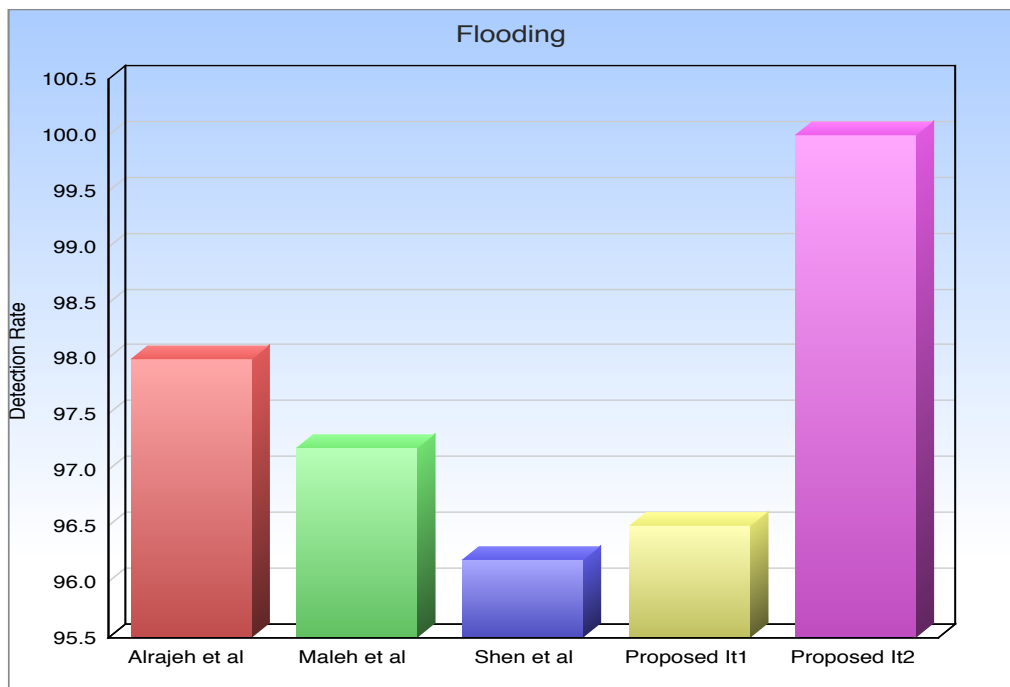 Flooding
100.5
100.0
99.5
99.0
98.5
98.0
97.5
97.0
96.5
96.0
95.5
Detection Rate
Alrajeh et al
Maleh et al
Shen et al
Proposed It1
Proposed It2